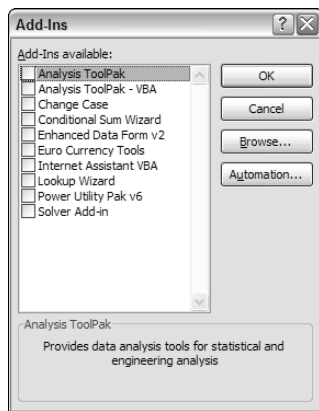 Add-Ins
Add-Ins available:
Analysis ToolPak
Analysis ToolPak - VBA
Change Case
Conditional Sum Wizard
Enhanced Data Form v2
Euro Currency Tools
Internet Assistant VBA
Lookup Wizard
Power Utility Pak v6
Solver Add-in
OK
Cancel
Browse...
Automation...
Analysis ToolPak
Provides data analysis tools for statistical and
engineering analysis